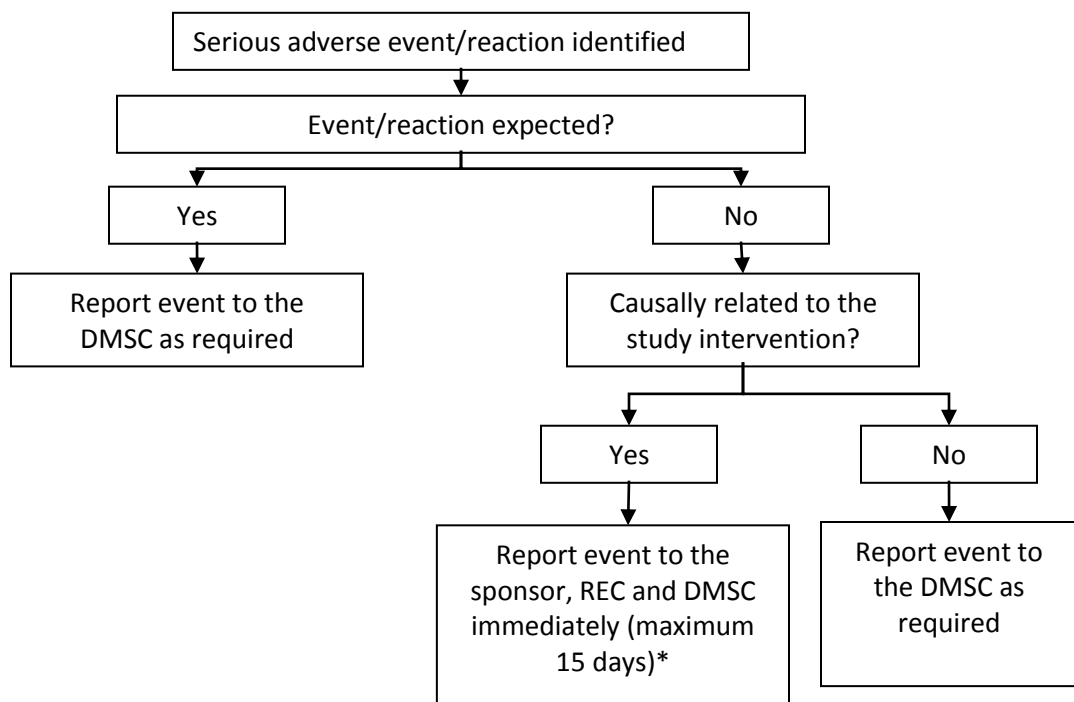 Serious adverse event/reaction identified
Event/reaction expected?
Yes
No
Report event to the
DMSC as required
Causally related to the
study intervention?
Yes
No
Report event to the
sponsor, REC and DMSC
immediately (maximum
15 days)*
Report event to
the DMSC as
required